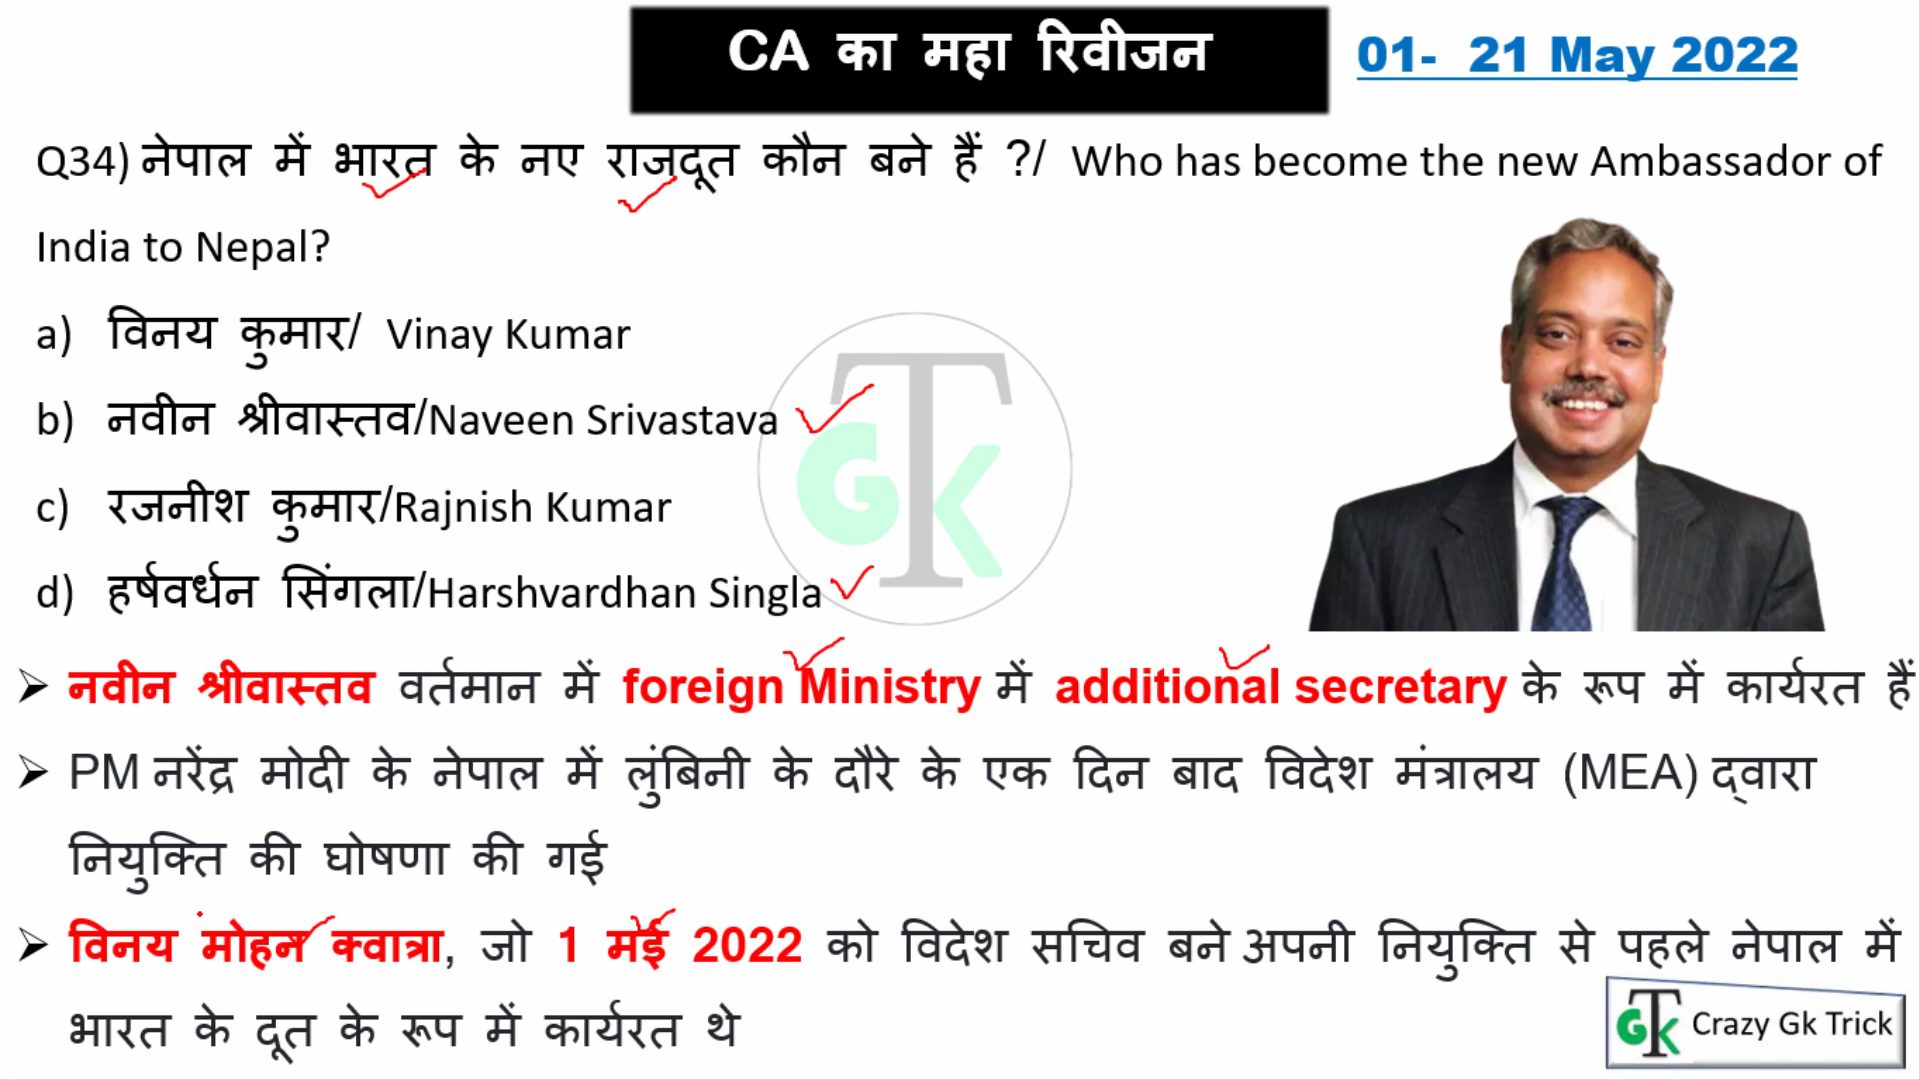 CA का महा रिवीजन
01- 21 May 2022
Q34) नेपाल में भारत के नए राजदूत कौन बने हैं ?/ Who has become the new Ambassador of
India to Nepal?
a) विनय कुमार/ Vinay Kumar
b) नवीन श्रीवास्तव/Naveen Srivastava
c) रजनीश कुमार/Rajnish Kumar
d) हर्षवर्धन सिंगला/Harshvardhan Singla
GTK
➢ नवीन श्रीवास्तव वर्तमान में foreign Ministry में additional secretary के रूप में कार्यरत हैं
➢ PM नरेंद्र मोदी के नेपाल में लुंबिनी के दौरे के एक दिन बाद विदेश मंत्रालय (MEA) द्वारा
नियुक्ति की घोषणा की गई
➢ विनय मोहन क्वात्रा, जो 1 मई 2022 को विदेश सचिव बने अपनी नियुक्ति से पहले नेपाल में
भारत के दूत के रूप में कार्यरत थे
GTK Crazy Gk Trick